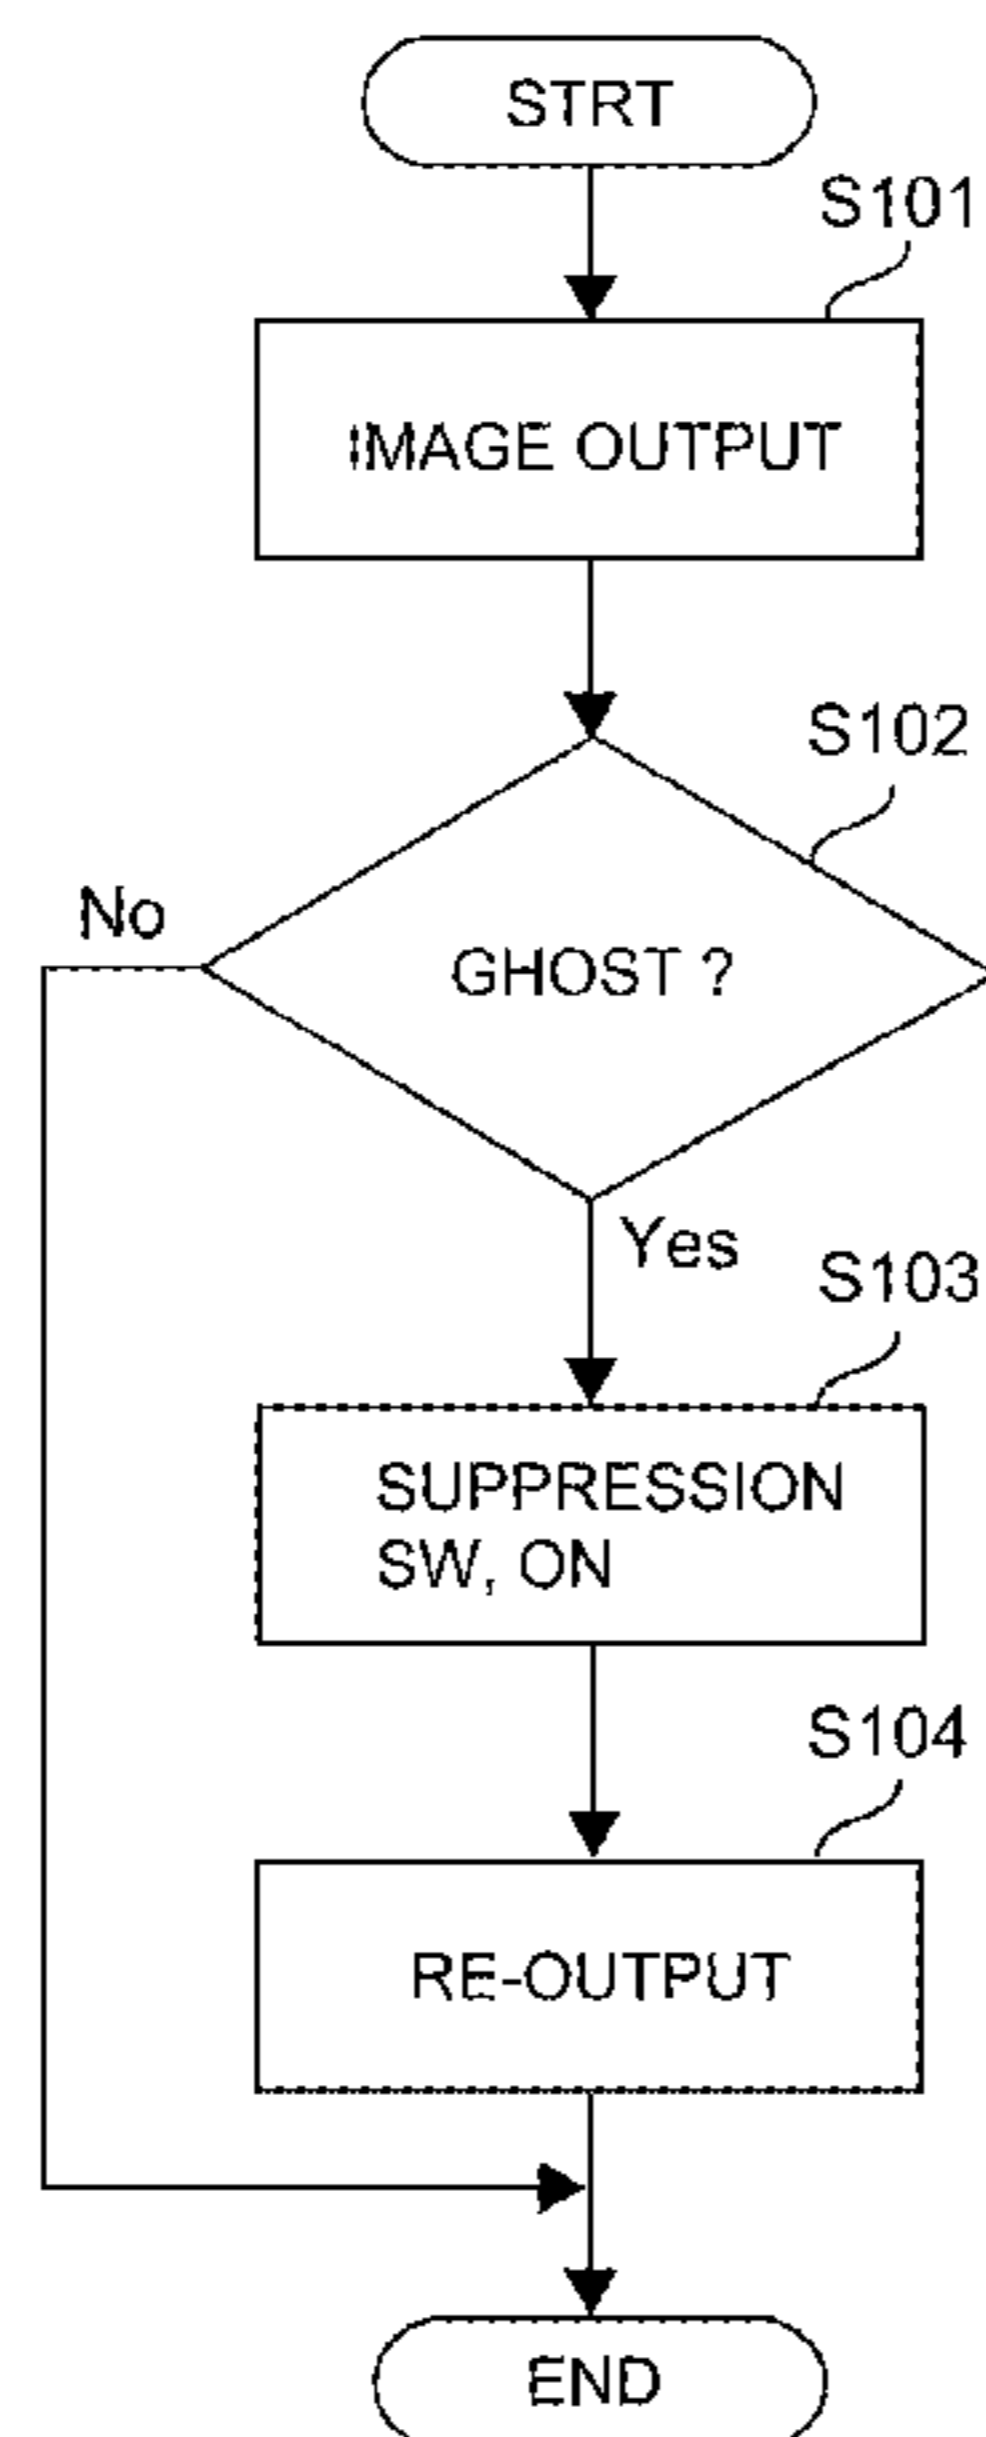 STRT
S101
IMAGE OUTPUT
S102
No
GHOST ?
Yes
S103
SUPPRESSION
SW, ON
S104
RE-OUTPUT
END